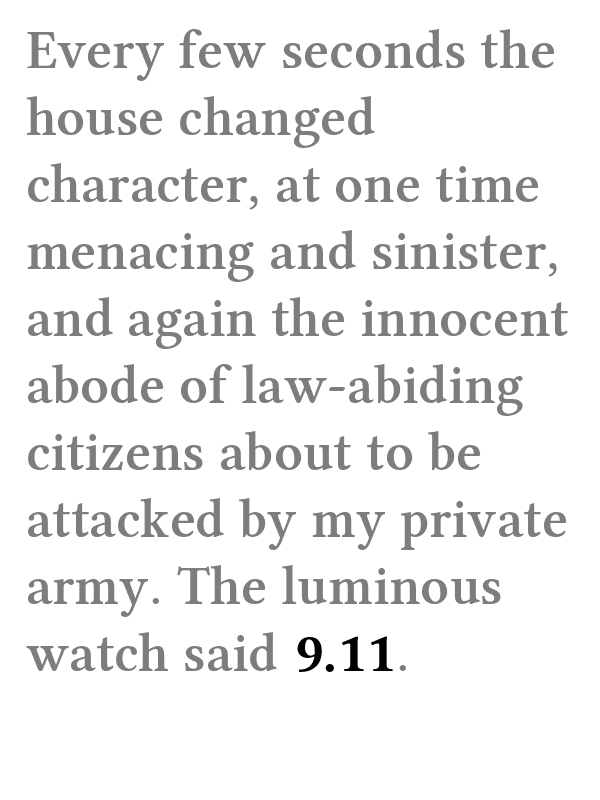 Every few seconds the
house changed
character, at one time
menacing and sinister,
and again the innocent
abode of law-abiding
citizens about to be
attacked by my private
army. The luminous
watch said 9.11.